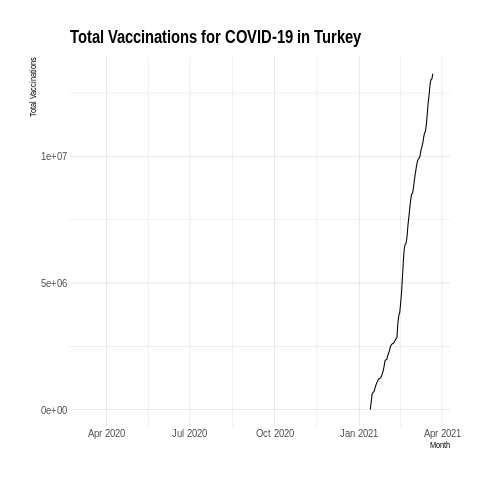 Total Vaccinations for COVID-19 in Turkey
Total Vaccinations
1e+07
5e+06
0e+00
Apr 2020 Jul 2020 Oct 2020 Jan 2021 Apr 2021
Month